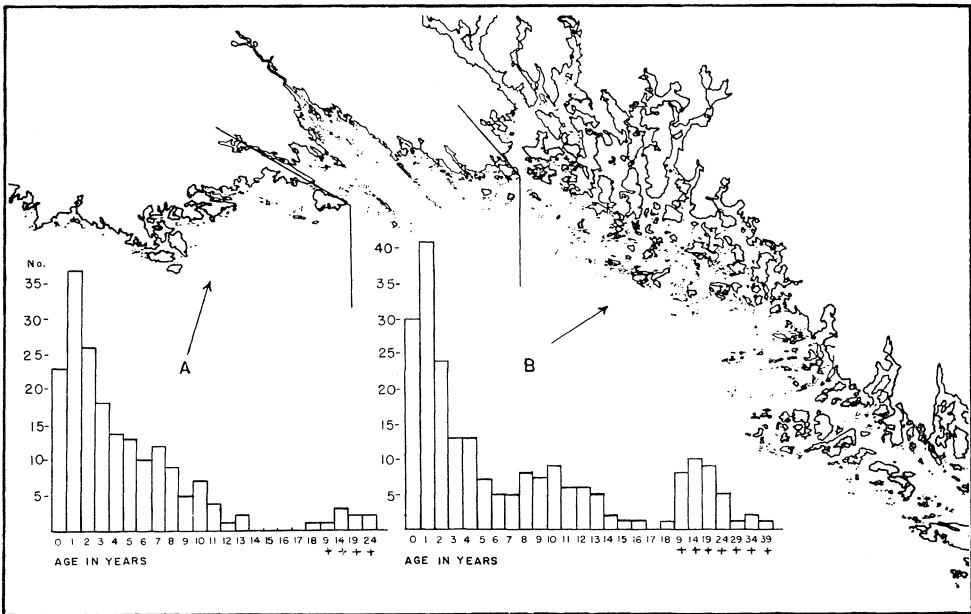 No.
35-
30-
25-
20-
15-
10-
5-
0 1 2 3 4 5 6 7 8 9 10 11 12 13 14 15 16 17 18 9 14 19 24
+ + + +
AGE IN YEARS
A
40-
35-
30-
25-
20-
15-
10-
5-
0 1 2 3 4 5 6 7 8 9 10 11 12 13 14 15 16 17 18 9 14 19 24 29 34 39
+ + + + + + +
AGE IN YEARS
B